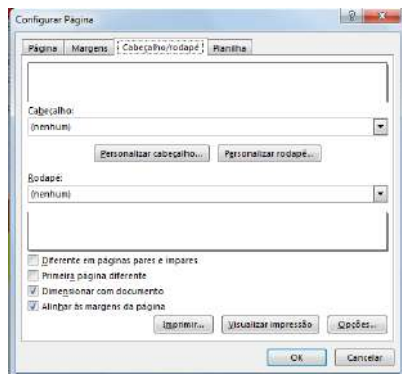 Configurar Página
Página Margens Cabeçalho/rodapé Planilha
Cabeçalho:
(nenhum)
Personalizar cabeçalho... Personalizar rodapé...
Rodapé:
(nenhum)
Diferente em páginas pares e ímpares
Primeira página diferente
Dimensionar com documento
Alinhar às margens da página
Imprimir... Visualizar impressão Opções...
OK Cancelar